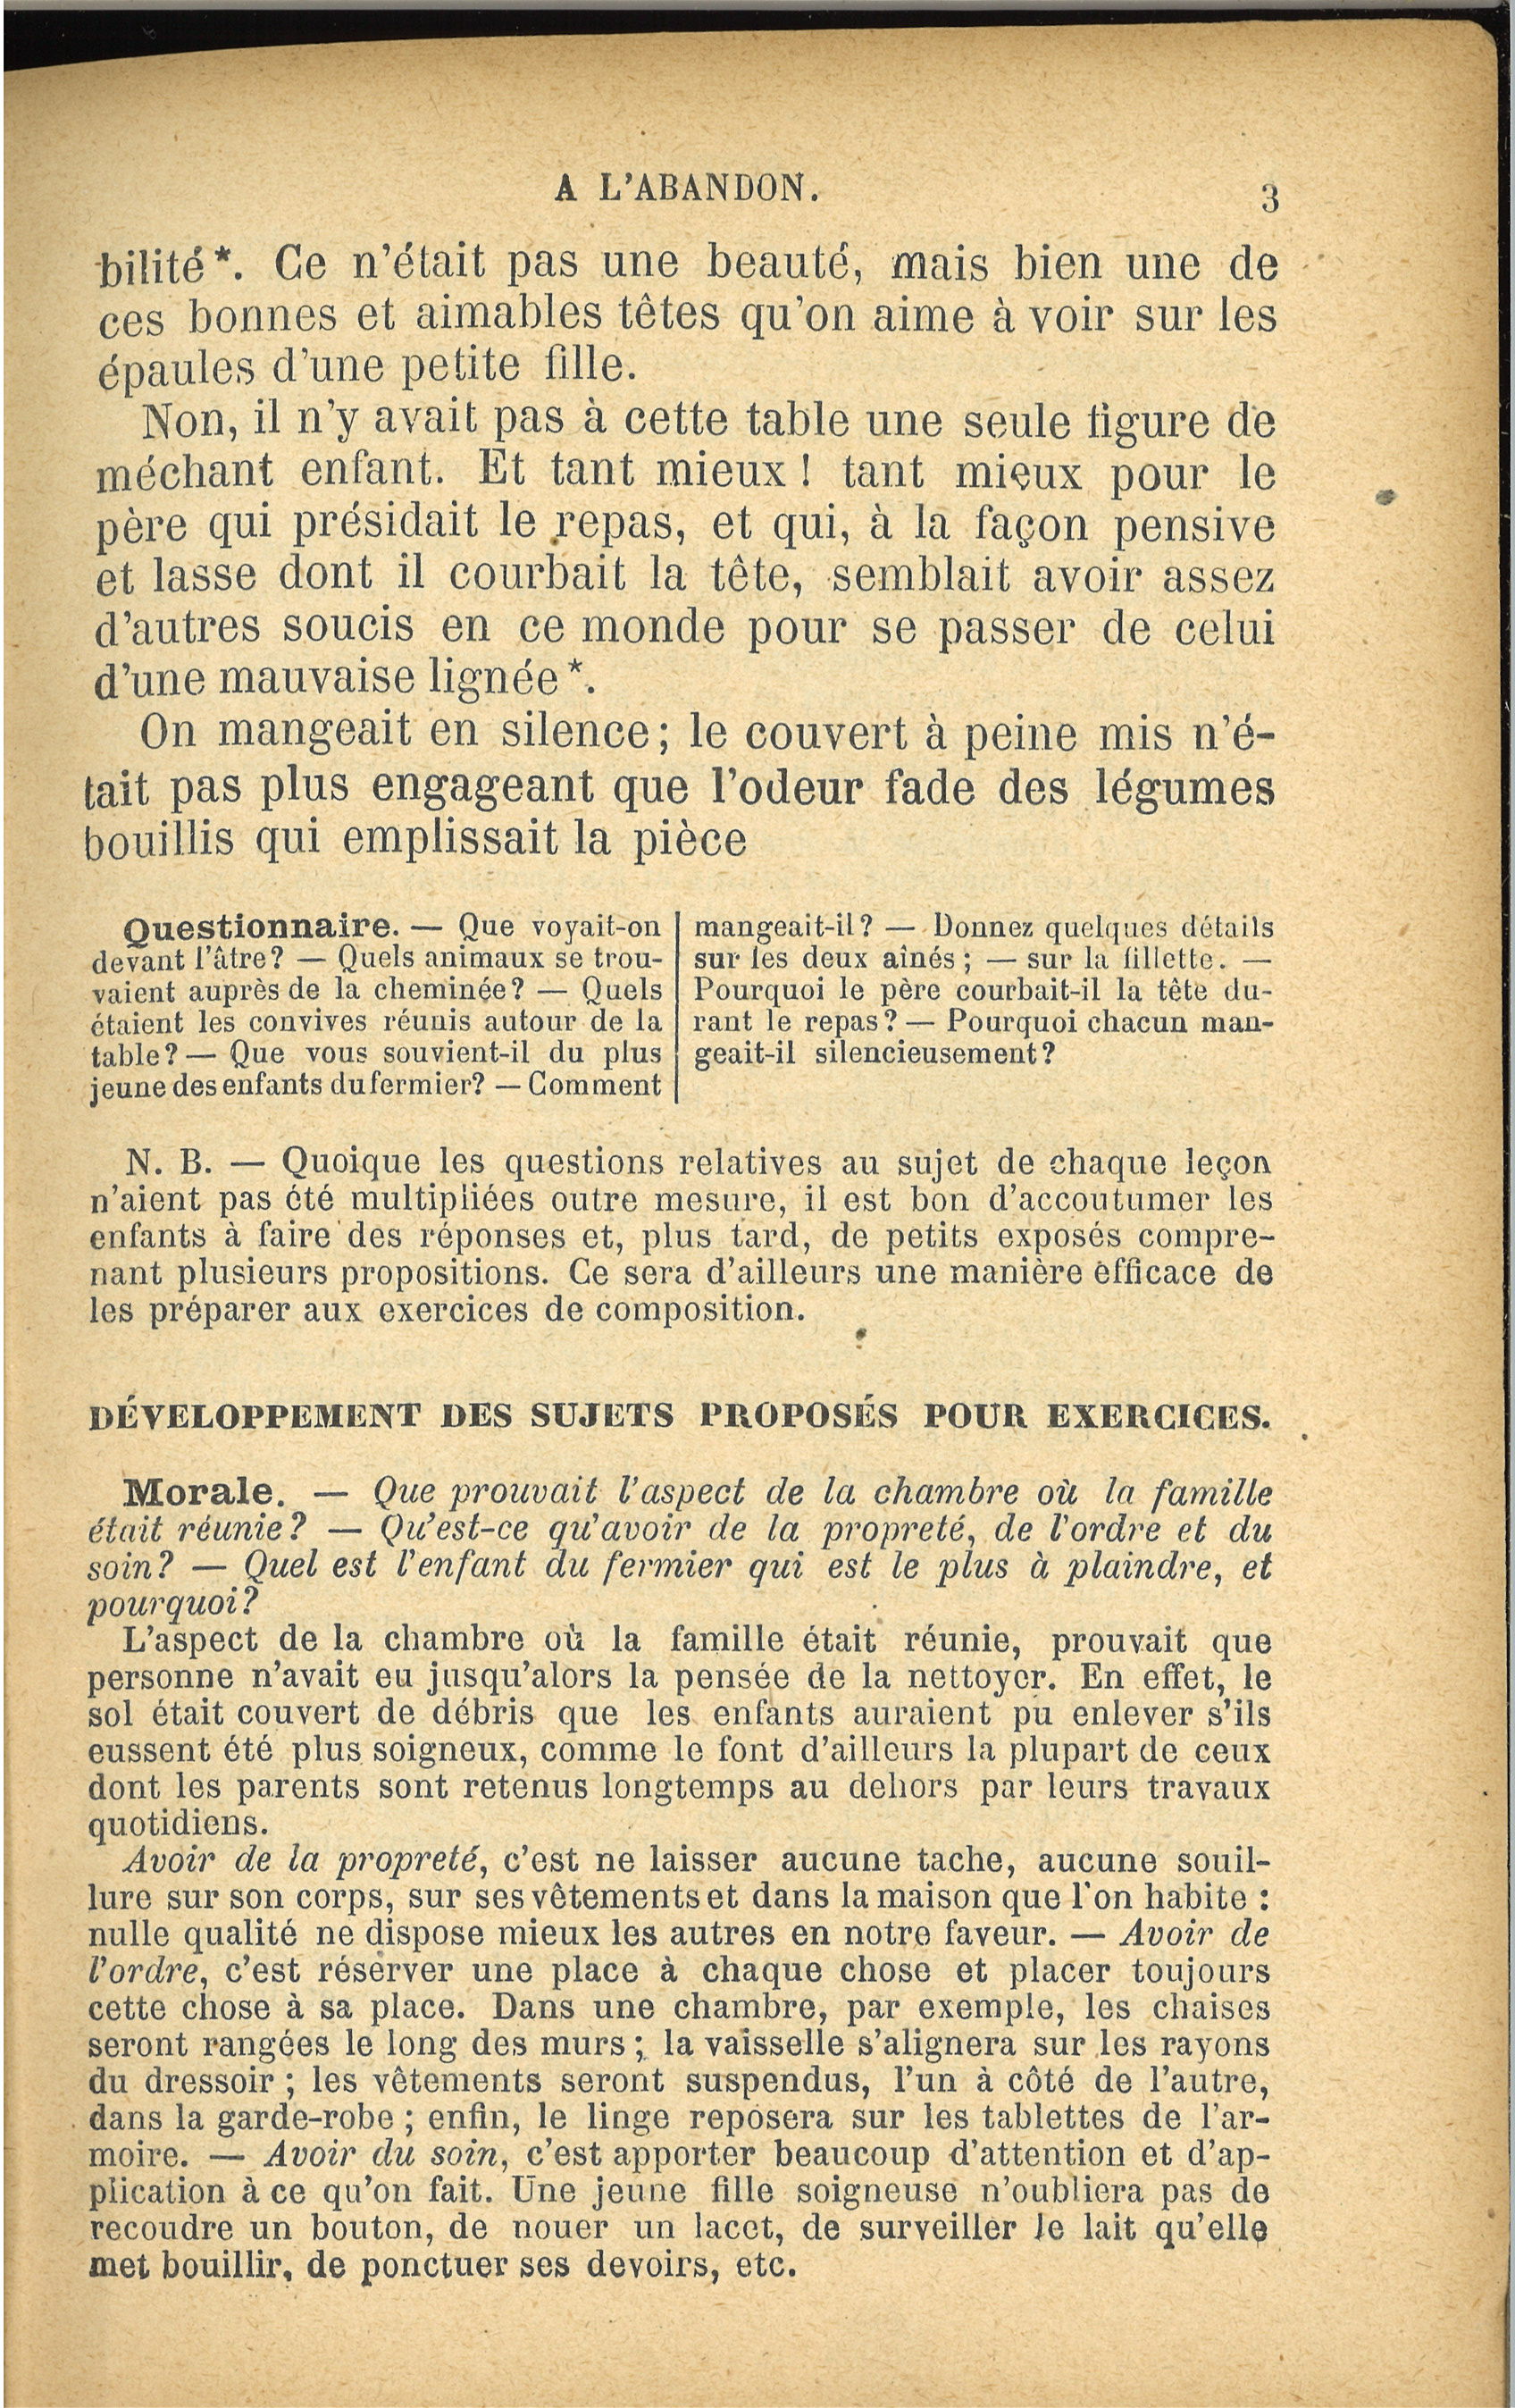 A L'ABANDON.
3
bilité*. Ce n'était pas une beauté, mais bien une de
ces bonnes et aimables têtes qu'on aime à voir sur les
épaules d'une petite fille.
Non, il n'y avait pas à cette table une seule figure de
méchant enfant. Et tant mieux ! tant mieux pour le
père qui présidait le repas, et qui, à la façon pensive
et lasse dont il courbait la tête, semblait avoir assez
d'autres soucis en ce monde pour se passer de celui
d'une mauvaise lignée*.
On mangeait en silence; le couvert à peine mis n'é-
tait pas plus engageant que l'odeur fade des légumes
bouillis qui emplissait la pièce
Questionnaire. — Que voyait-on
devant l'âtre? — Quels animaux se trou-
vaient auprès de la cheminée? — Quels
étaient les convives réunis autour de la
table? — Que vous souvient-il du plus
jeune des enfants du fermier? — Comment
mangeait-il? — Donnez quelques détails
sur les deux aînés; — sur la fillette. —
Pourquoi le père courbait-il la tête du-
rant le repas? — Pourquoi chacun man-
geait-il silencieusement?
N. B. — Quoique les questions relatives au sujet de chaque leçon
n'aient pas été multipliées outre mesure, il est bon d'accoutumer les
enfants à faire des réponses et, plus tard, de petits exposés compre-
nant plusieurs propositions. Ce sera d'ailleurs une manière efficace de
les préparer aux exercices de composition.
DÉVELOPPEMENT DES SUJETS PROPOSÉS POUR EXERCICES.
Morale. — Que prouvait l'aspect de la chambre où la famille
était réunie? — Qu'est-ce qu'avoir de la propreté, de l'ordre et du
soin? — Quel est l'enfant du fermier qui est le plus à plaindre, et
pourquoi?
L'aspect de la chambre où la famille était réunie, prouvait que
personne n'avait eu jusqu'alors la pensée de la nettoyer. En effet, le
sol était couvert de débris que les enfants auraient pu enlever s'ils
eussent été plus soigneux, comme le font d'ailleurs la plupart de ceux
dont les parents sont retenus longtemps au dehors par leurs travaux
quotidiens.
Avoir de la propreté, c'est ne laisser aucune tache, aucune souil-
lure sur son corps, sur ses vêtements et dans la maison que l'on habite :
nulle qualité ne dispose mieux les autres en notre faveur. — Avoir de
l'ordre, c'est réserver une place à chaque chose et placer toujours
cette chose à sa place. Dans une chambre, par exemple, les chaises
seront rangées le long des murs; la vaisselle s'alignera sur les rayons
du dressoir ; les vêtements seront suspendus, l'un à côté de l'autre,
dans la garde-robe ; enfin, le linge reposera sur les tablettes de l'ar-
moire. — Avoir du soin, c'est apporter beaucoup d'attention et d'ap-
plication à ce qu'on fait. Une jeune fille soigneuse n'oubliera pas de
recoudre un bouton, de nouer un lacet, de surveiller le lait qu'elle
met bouillir, de ponctuer ses devoirs, etc.